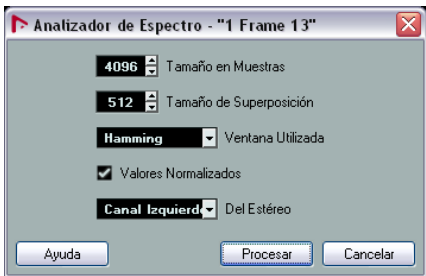 Analizador de Espectro - "1 Frame 13"
4096 Tamaño en Muestras
512 Tamaño de Superposición
Hamming Ventana Utilizada
Valores Normalizados
Canal Izquierdo Del Estéreo
Ayuda Procesar Cancelar